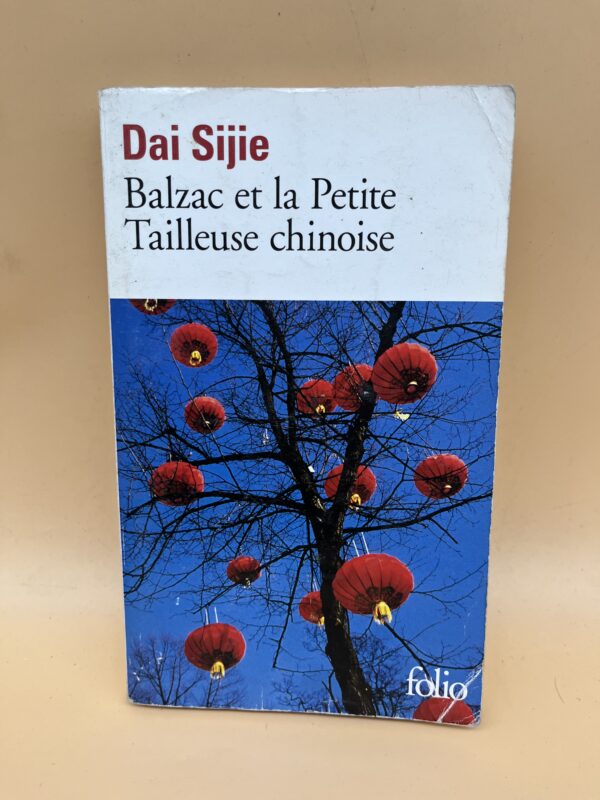 Dai Sijie
Balzac et la Petite
Tailleuse chinoise
folio